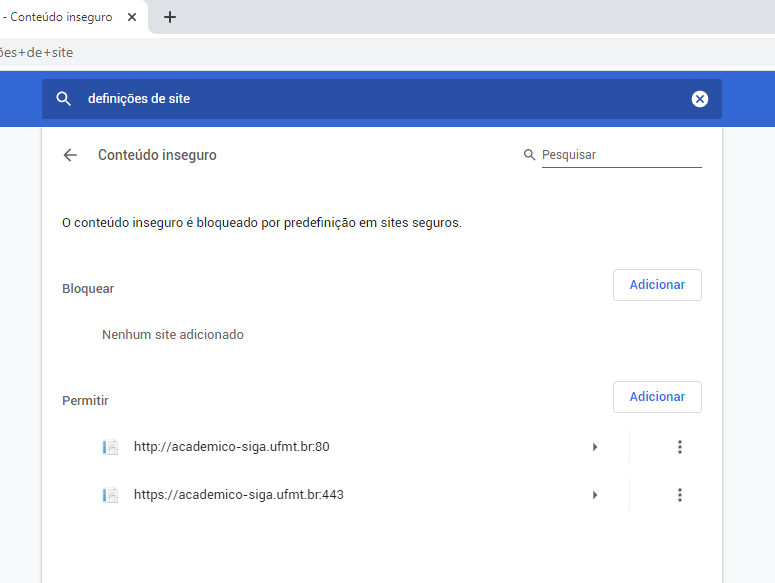 - Conteúdo inseguro
ões+de+site
definições de site
Conteúdo inseguro
Pesquisar
O conteúdo inseguro é bloqueado por predefinição em sites seguros.
Bloquear
Adicionar
Nenhum site adicionado
Permitir
Adicionar
http://academico-siga.ufmt.br:80
https://academico-siga.ufmt.br:443